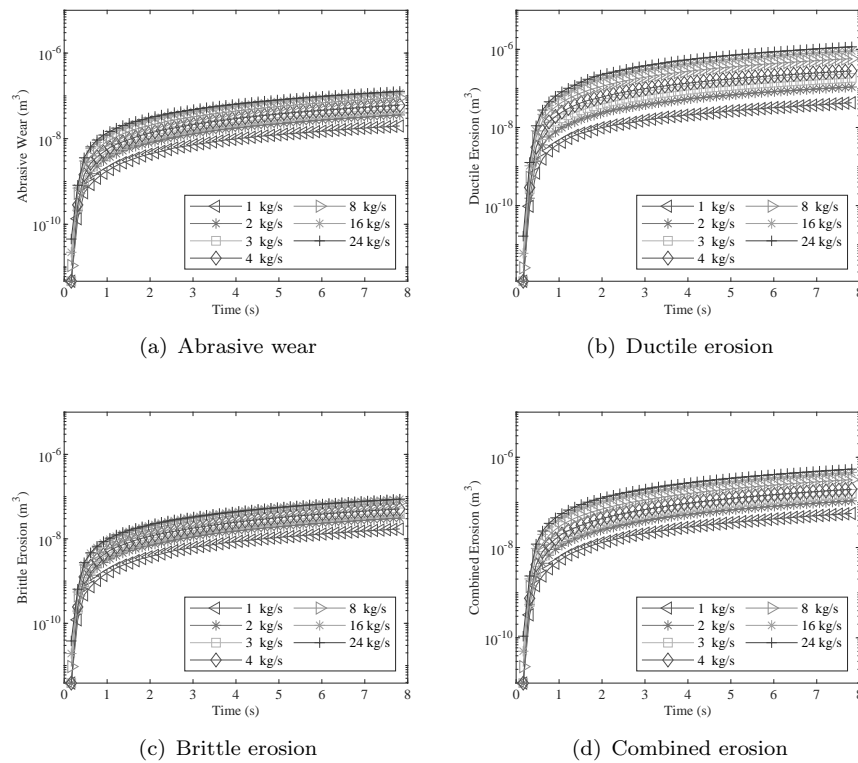 10^-6
10^-8
10^-10
Abrasive Wear (m^3)
1 kg/s
2 kg/s
3 kg/s
4 kg/s
8 kg/s
16 kg/s
24 kg/s
0 1 2 3 4 5 6 7 8
Time (s)
(a) Abrasive wear
10^-6
10^-8
10^-10
Ductile Erosion (m^3)
1 kg/s
2 kg/s
3 kg/s
4 kg/s
8 kg/s
16 kg/s
24 kg/s
0 1 2 3 4 5 6 7 8
Time (s)
(b) Ductile erosion
10^-6
10^-8
10^-10
Brittle Erosion (m^3)
1 kg/s
2 kg/s
3 kg/s
4 kg/s
8 kg/s
16 kg/s
24 kg/s
0 1 2 3 4 5 6 7 8
Time (s)
(c) Brittle erosion
10^-6
10^-8
10^-10
Combined Erosion (m^3)
1 kg/s
2 kg/s
3 kg/s
4 kg/s
8 kg/s
16 kg/s
24 kg/s
0 1 2 3 4 5 6 7 8
Time (s)
(d) Combined erosion